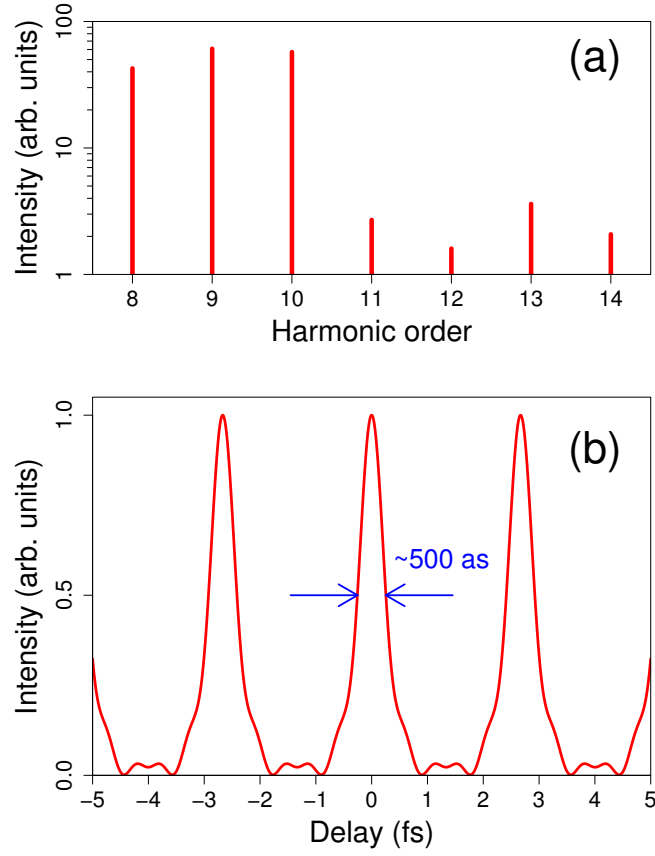 (a)
Intensity (arb. units)
100
10
1
8 9 10 11 12 13 14
Harmonic order
(b)
Intensity (arb. units)
1.0
0.5
0.0
~500 as
−5 −4 −3 −2 −1 0 1 2 3 4 5
Delay (fs)